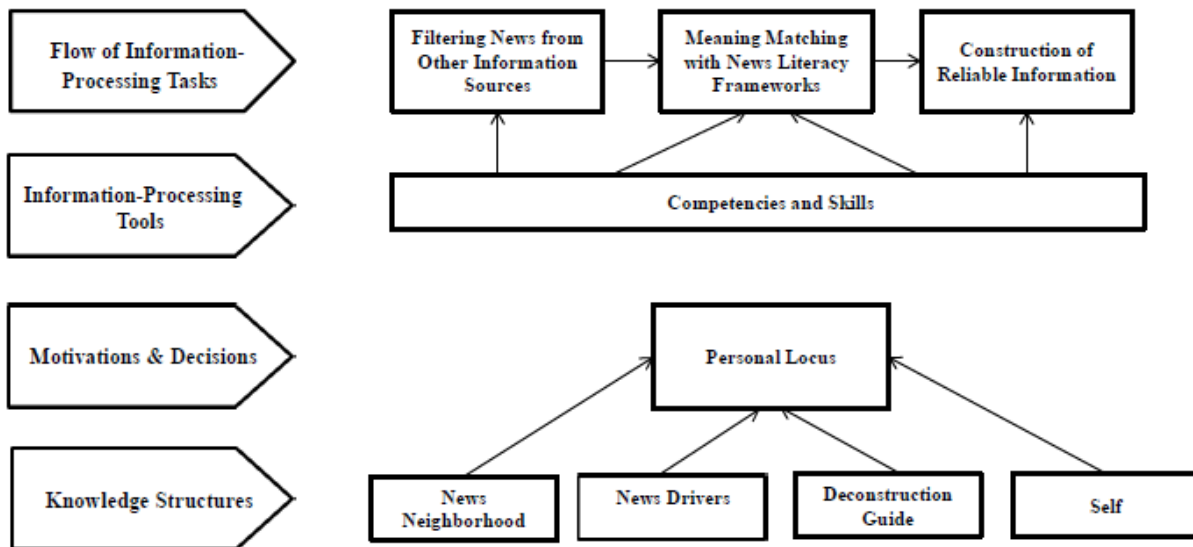 Flow of Information-
Processing Tasks
Filtering News from
Other Information
Sources
Meaning Matching
with News Literacy
Frameworks
Construction of
Reliable Information
Information-Processing
Tools
Competencies and Skills
Motivations & Decisions
Personal Locus
Knowledge Structures
News
Neighborhood
News Drivers
Deconstruction
Guide
Self